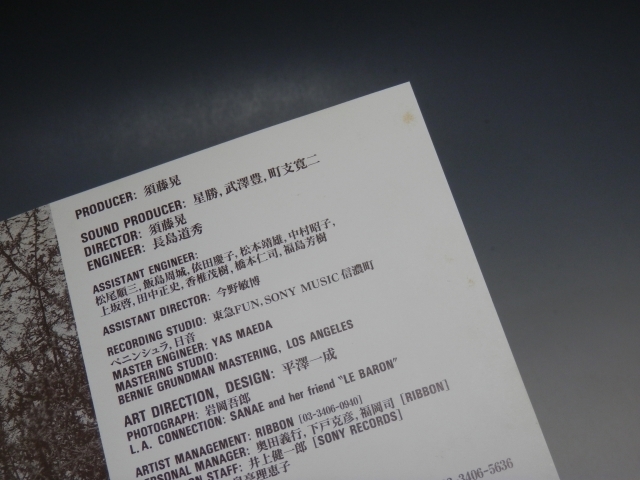 PRODUCER: 須藤晃
SOUND PRODUCER: 星勝, 武澤豊, 町支寛二
DIRECTOR: 須藤晃
ENGINEER: 長島道秀
ASSISTANT ENGINEER:
松尾順三, 飯島周城, 依田慶子, 松本靖雄, 中村昭子,
上坂啓, 田中正史, 香椎茂樹, 橋本仁司, 福島芳樹
ASSISTANT DIRECTOR: 今野敏博
RECORDING STUDIO: 東急FUN, SONY MUSIC 信濃町
ペニンシュラ, 日音
MASTER ENGINEER: YAS MAEDA
MASTERING STUDIO:
BERNIE GRUNDMAN MASTERING, LOS ANGELES
ART DIRECTION, DESIGN: 平澤一成
PHOTOGRAPH: 岩岡吾郎
L.A. CONNECTION: SANAE and her friend "LE BARON"
ARTIST MANAGEMENT: RIBBON [03-3406-0940]
PERSONAL MANAGER: 奥田義行, 下戸克彦, 福岡司 [RIBBON]
STAFF: 井上健一郎 [SONY RECORDS]
理恵子
3406-5636